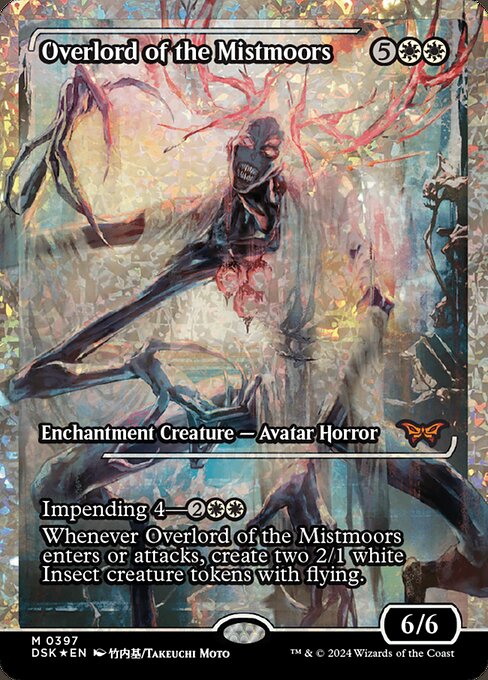 Overlord of the Mistmoors 5
Enchantment Creature — Avatar Horror
Impending 4—2
Whenever Overlord of the Mistmoors
enters or attacks, create two 2/1 white
Insect creature tokens with flying.
6/6
M 0397
DSK★EN 竹内基/Takeuchi Moto
™ & © 2024 Wizards of the Coast